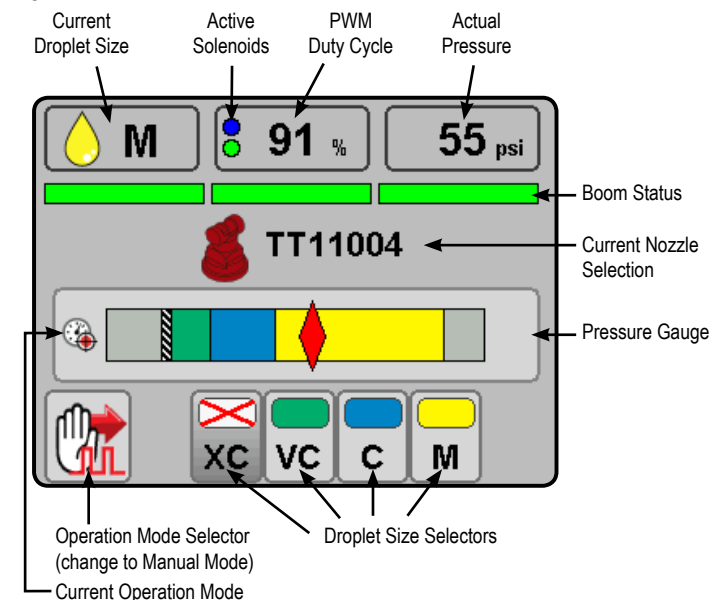 Current
Droplet Size
Active
Solenoids
PWM
Duty Cycle
Actual
Pressure
M
91 %
55 psi
Boom Status
TT11004
Current Nozzle
Selection
Pressure Gauge
XC
VC
C
M
Operation Mode Selector
(change to Manual Mode)
Droplet Size Selectors
Current Operation Mode